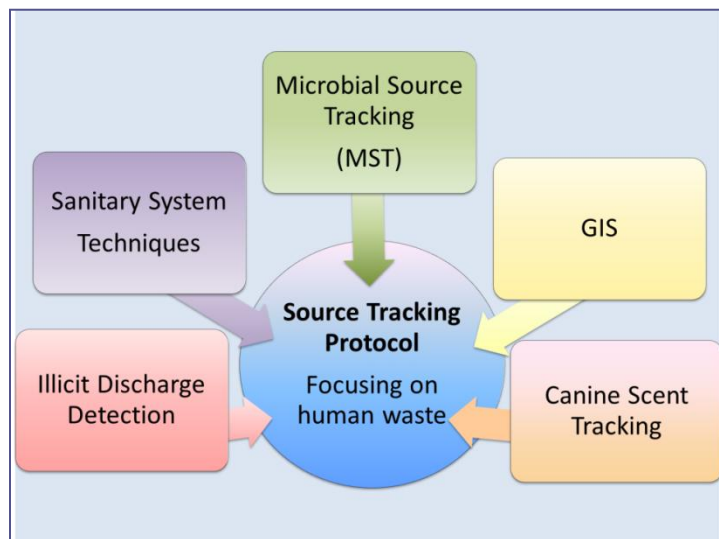 Microbial Source
Tracking
(MST)
Sanitary System
Techniques
GIS
Source Tracking
Protocol
Focusing on
human waste
Illicit Discharge
Detection
Canine Scent
Tracking